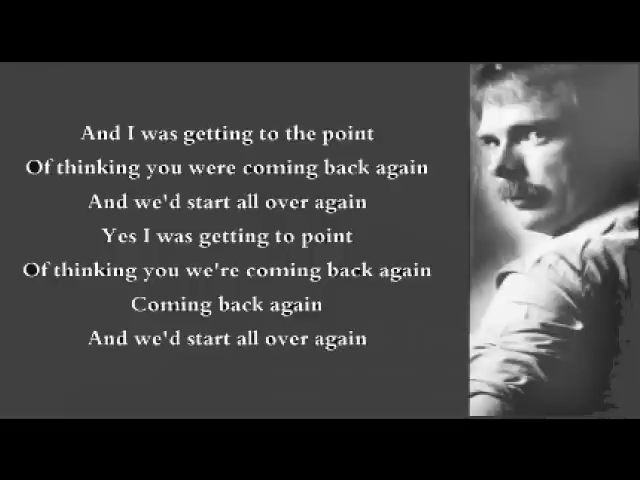 And I was getting to the point
Of thinking you were coming back again
And we'd start all over again
Yes I was getting to point
Of thinking you we're coming back again
Coming back again
And we'd start all over again